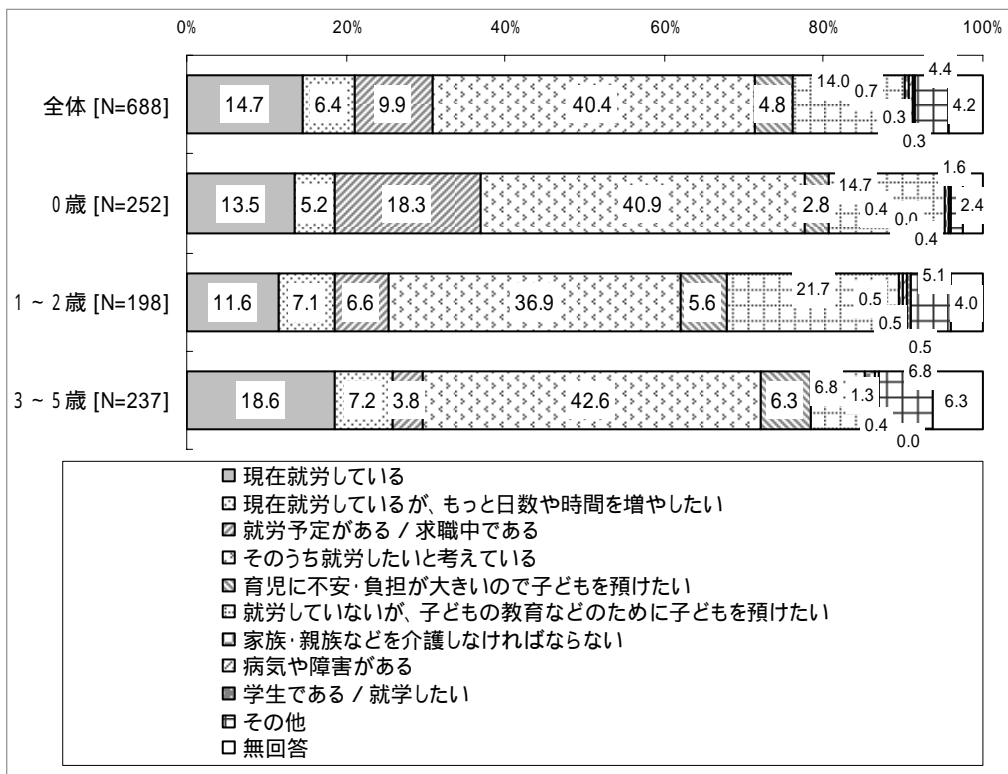 0% 20% 40% 60% 80% 100%
全体 [N=688] 14.7 6.4 9.9 40.4 4.8 14.0 0.7 0.3 0.3 4.4 4.2
0歳 [N=252] 13.5 5.2 18.3 40.9 2.8 14.7 0.4 0.0 0.4 1.6 2.4
1~2歳 [N=198] 11.6 7.1 6.6 36.9 5.6 21.7 0.5 0.5 0.5 5.1 4.0
3~5歳 [N=237] 18.6 7.2 3.8 42.6 6.3 6.8 1.3 0.4 0.0 6.8 6.3
現在就労している
現在就労しているが、もっと日数や時間を増やしたい
就労予定がある/求職中である
そのうち就労したいと考えている
育児に不安・負担が大きいので子どもを預けたい
就労していないが、子どもの教育などのために子どもを預けたい
家族・親族などを介護しなければならない
病気や障害がある
学生である/就学したい
その他
無回答